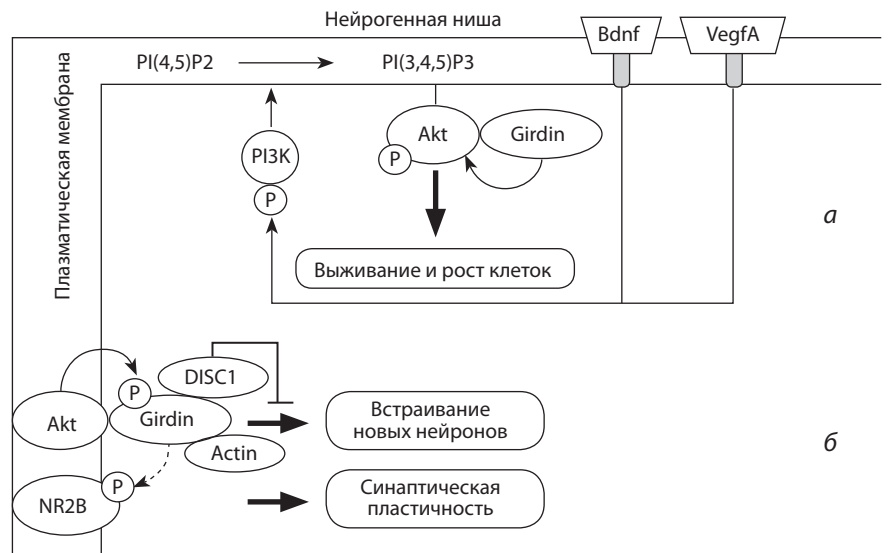 Нейрогенная ниша
Bdnf
VegfA
Плазматическая мембрана
PI(4,5)P2
PI(3,4,5)P3
Akt
Girdin
P
PI3K
P
а
Выживание и рост клеток
DISC1
P
Akt
Girdin
Встраивание
новых нейронов
б
Actin
P
NR2B
Синаптическая
пластичность